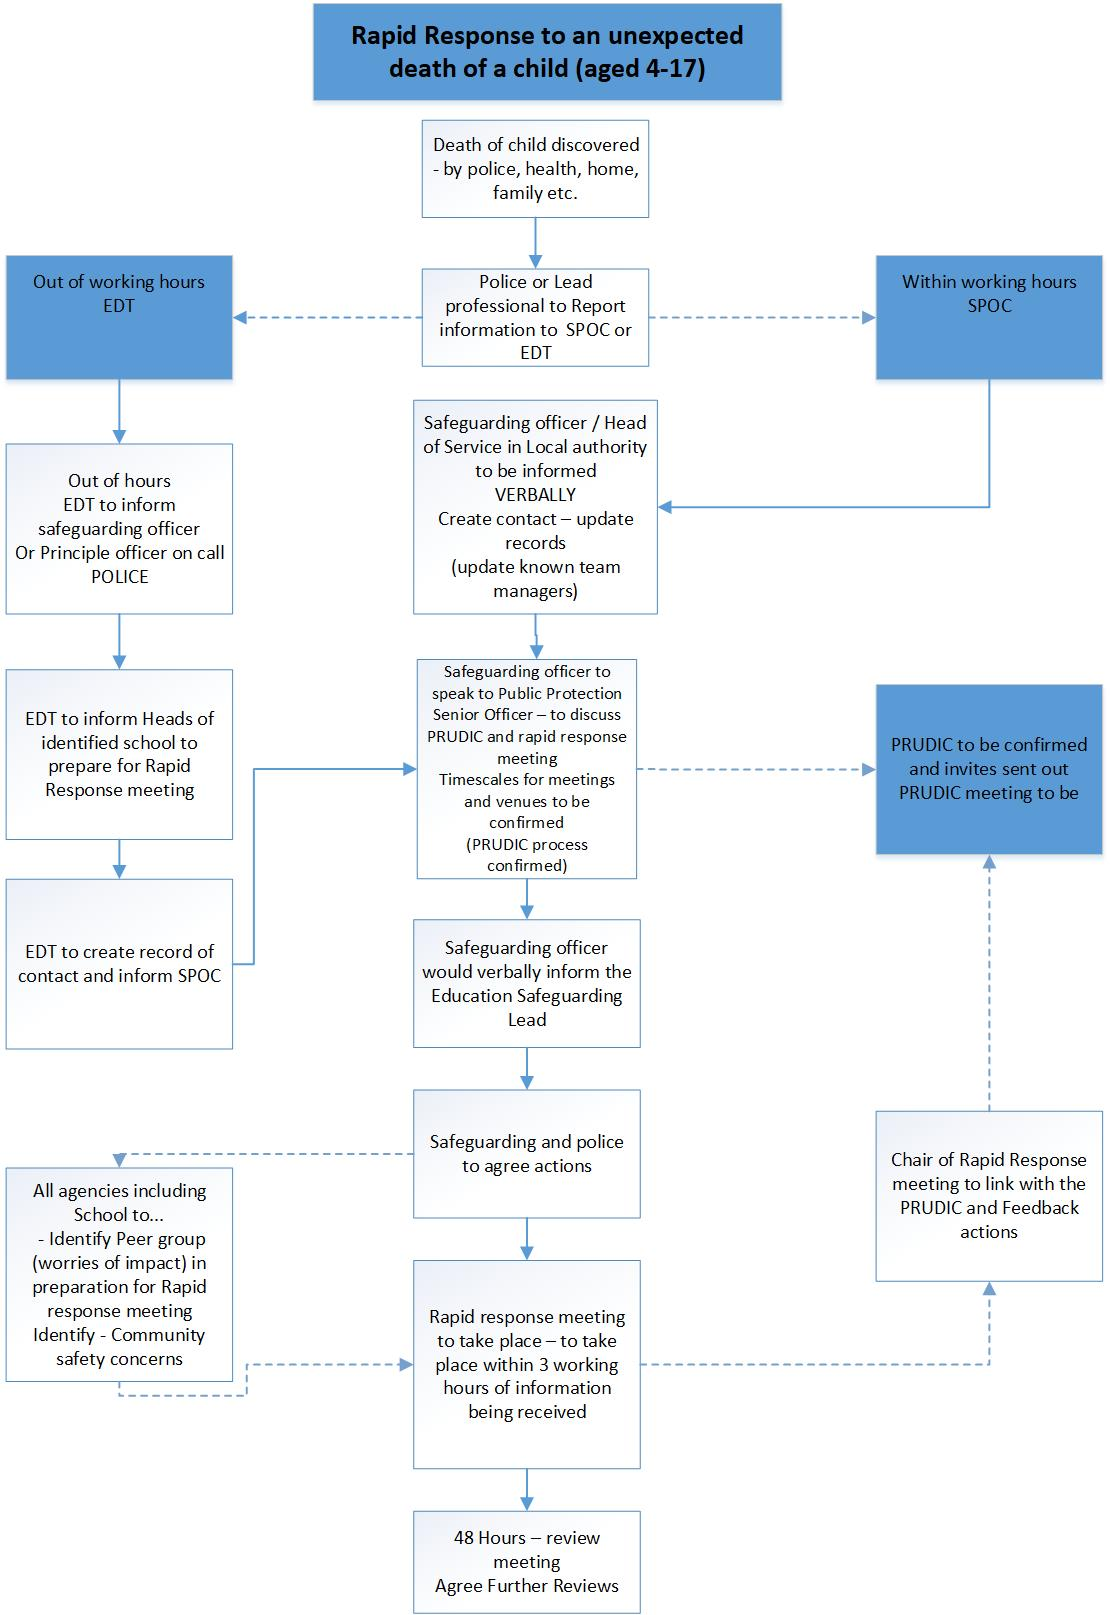 Rapid Response to an unexpected
death of a child (aged 4-17)
Death of child discovered
- by police, health, home,
family etc.
Out of working hours
EDT
Police or Lead
professional to Report
information to SPOC or
EDT
Within working hours
SPOC
Safeguarding officer / Head
of Service in Local authority
to be informed
VERBALLY
Create contact – update
records
(update known team
managers)
Out of hours
EDT to inform
safeguarding officer
Or Principle officer on call
POLICE
EDT to inform Heads of
identified school to
prepare for Rapid
Response meeting
Safeguarding officer to
speak to Public Protection
Senior Officer – to discuss
PRUDIC and rapid response
meeting
Timescales for meetings
and venues to be
confirmed
(PRUDIC process
confirmed)
PRUDIC to be confirmed
and invites sent out
PRUDIC meeting to be
EDT to create record of
contact and inform SPOC
Safeguarding officer
would verbally inform the
Education Safeguarding
Lead
Safeguarding and police
to agree actions
All agencies including
School to...
- Identify Peer group
(worries of impact) in
preparation for Rapid
response meeting
Identify - Community
safety concerns
Chair of Rapid Response
meeting to link with the
PRUDIC and Feedback
actions
Rapid response meeting
to take place – to take
place within 3 working
hours of information
being received
48 Hours – review
meeting
Agree Further Reviews